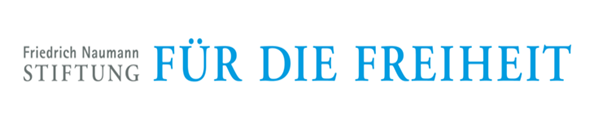 Friedrich Naumann
STIFTUNG FÜR DIE FREIHEIT